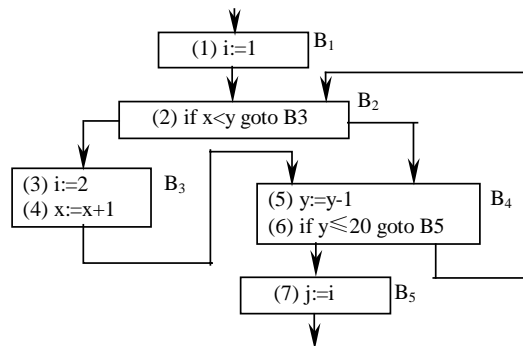 (1) i:=1 B₁
(2) if x<y goto B3 B₂
(3) i:=2 B₃
(4) x:=x+1
(5) y:=y-1 B₄
(6) if y≤20 goto B5
(7) j:=i B₅